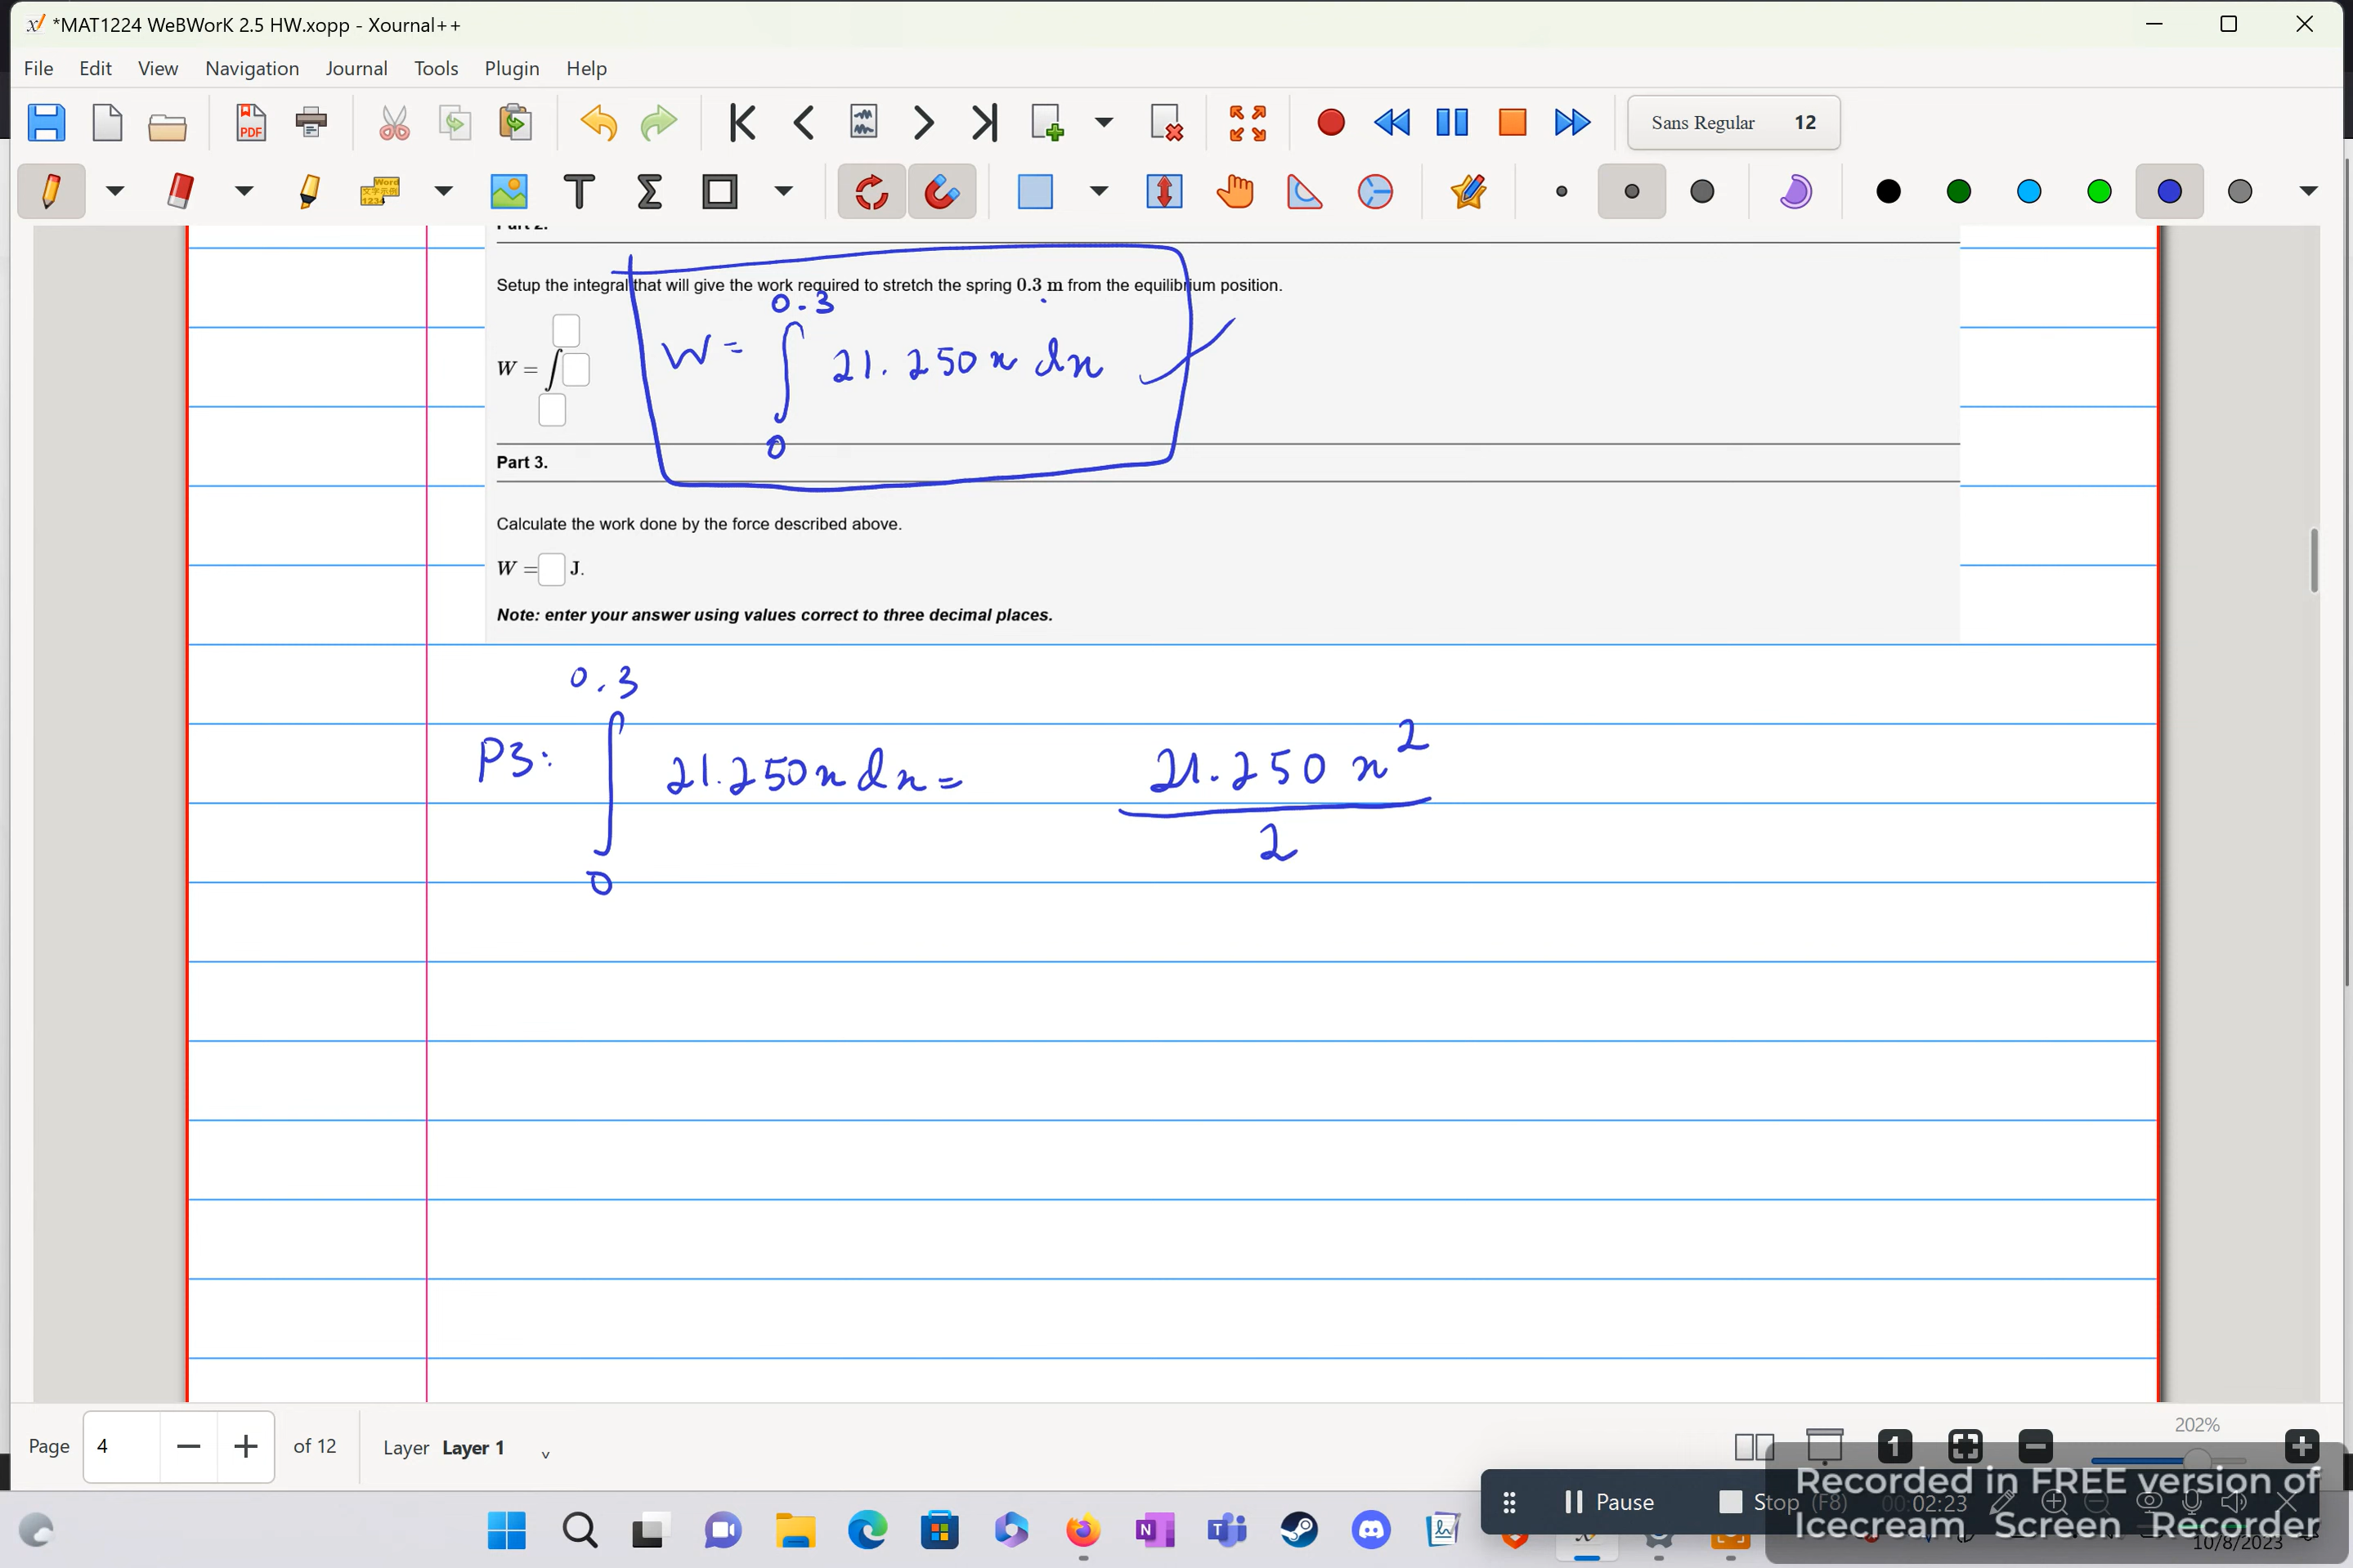 *MAT1224 WeBWorK 2.5 HW.xopp - Xournal++
File Edit View Navigation Journal Tools Plugin Help
Sans Regular 12
Part 2.
Setup the integral that will give the work required to stretch the spring 0.3 m from the equilibrium position.
0.3
W = ∫
W = ∫ 21.250 x dx
0
Part 3.
Calculate the work done by the force described above.
W = J.
Note: enter your answer using values correct to three decimal places.
0.3
P3: ∫ 21.250 x dx = 21.250 x²
2
0
Page 4 of 12 Layer Layer 1
202%
Pause Stop (F8) 00:02:23
Recorded in FREE version of
Icecream Screen Recorder
10/8/2023